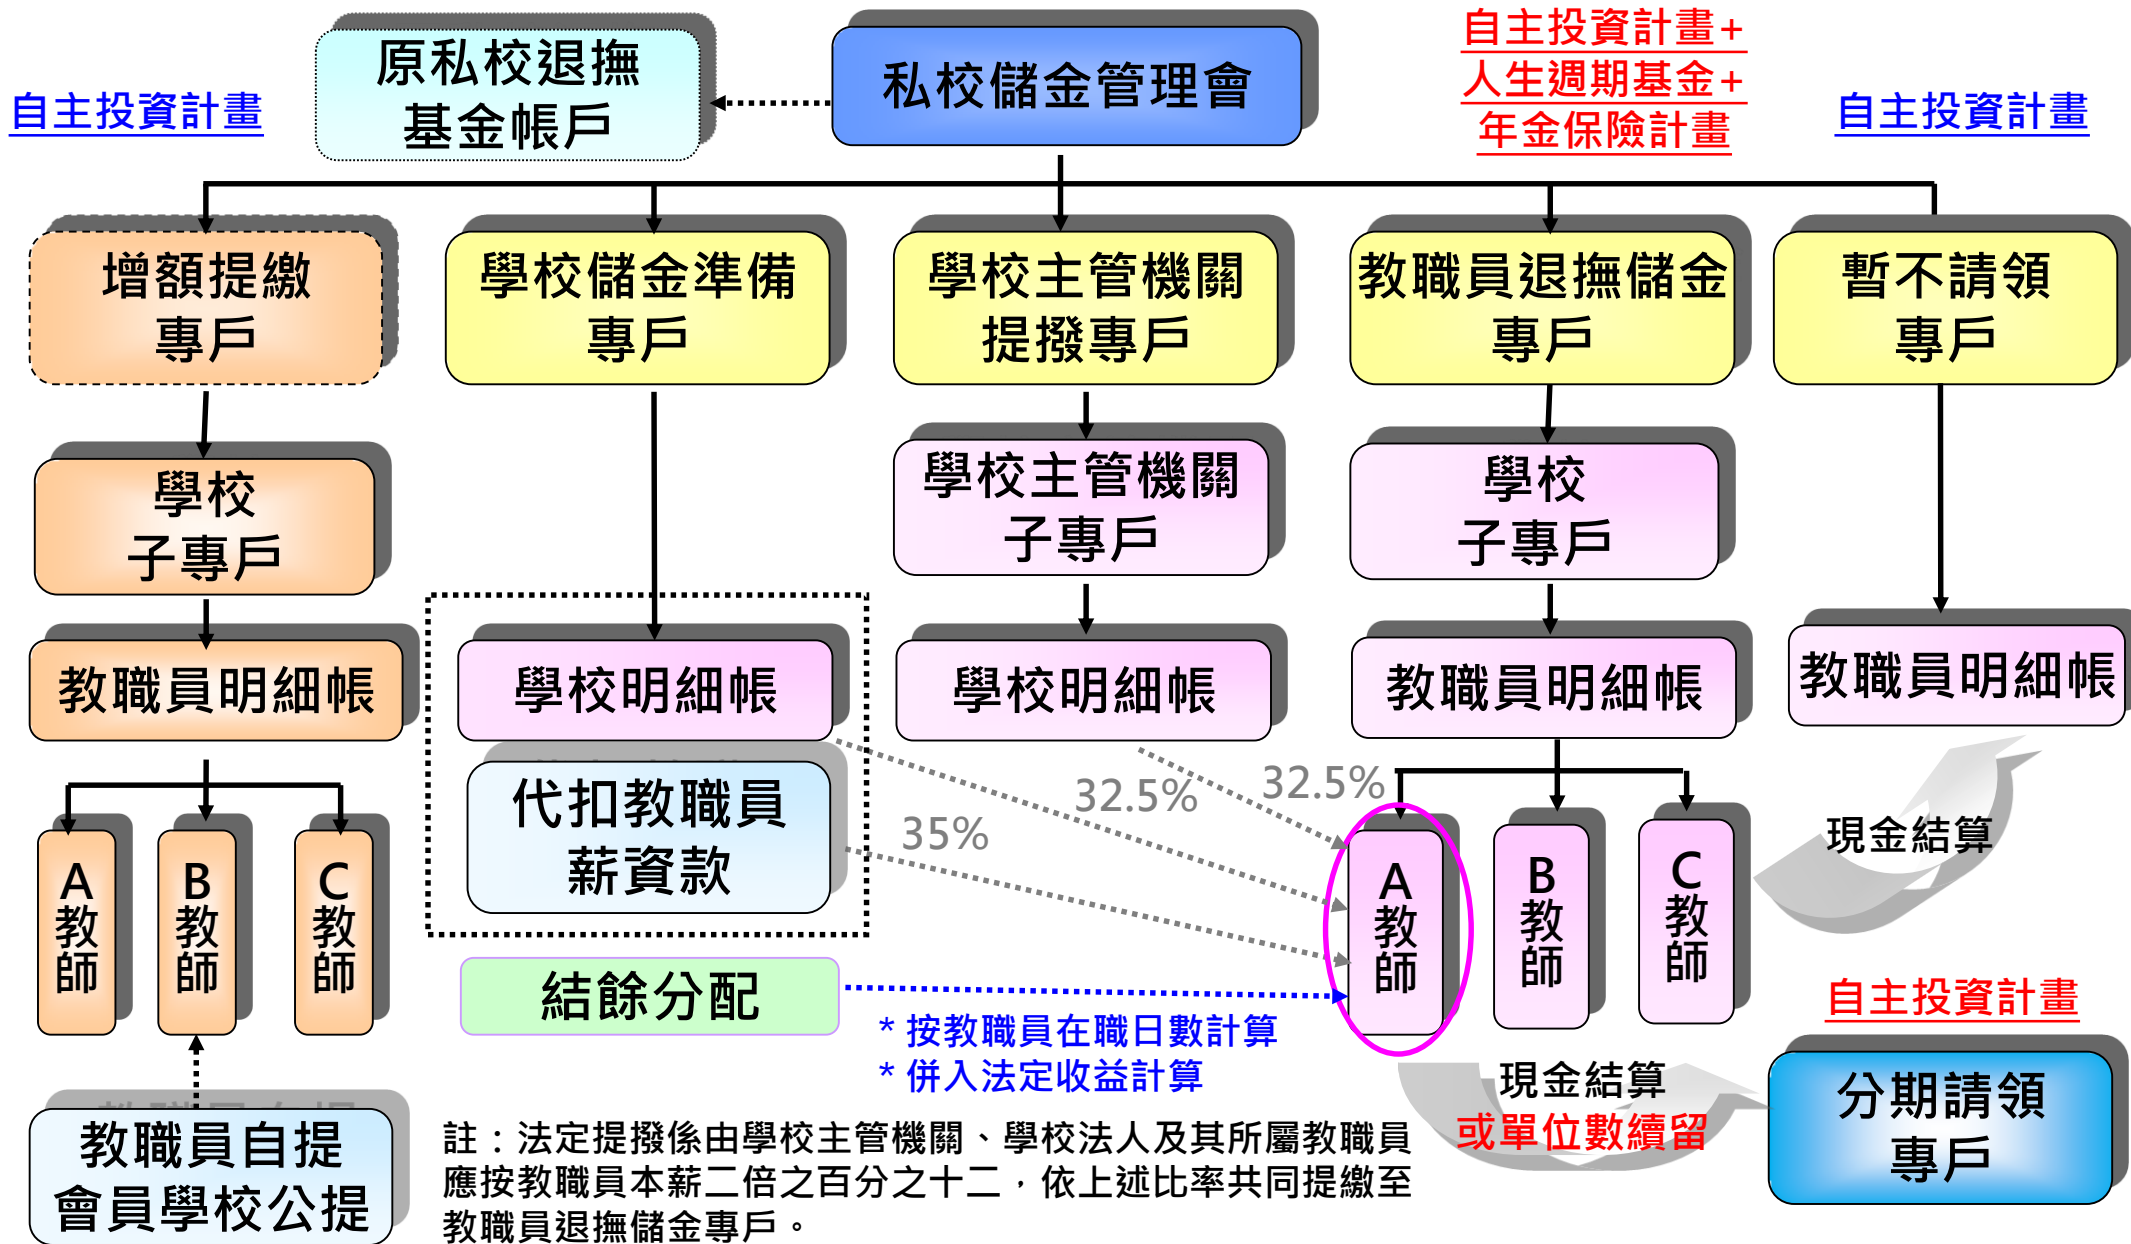 自主投資計畫
原私校退撫
基金帳戶
私校儲金管理會
自主投資計畫+
人生週期基金+
年金保險計畫
自主投資計畫
增額提繳
專戶
學校儲金準備
專戶
學校主管機關
提撥專戶
教職員退撫儲金
專戶
暫不請領
專戶
學校
子專戶
學校主管機關
子專戶
學校
子專戶
教職員明細帳
學校明細帳
學校明細帳
教職員明細帳
教職員明細帳
代扣教職員
薪資款
32.5%
32.5%
35%
現金結算
A教師
B教師
C教師
A教師
B教師
C教師
結餘分配
* 按教職員在職日數計算
* 併入法定收益計算
自主投資計畫
現金結算
或單位數續留
分期請領
專戶
教職員自提
會員學校公提
註：法定提撥係由學校主管機關、學校法人及其所屬教職員
應按教職員本薪二倍之百分之十二，依上述比率共同提繳至
教職員退撫儲金專戶。